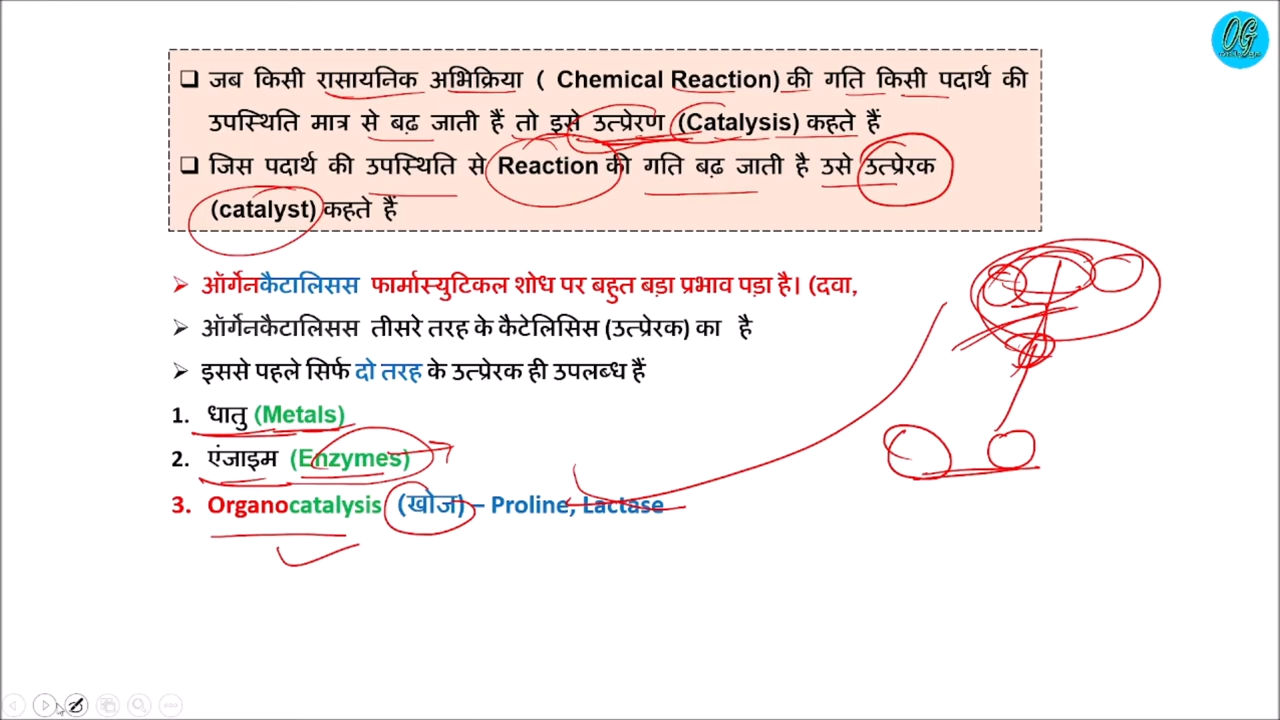 OG
❑ जब किसी रासायनिक अभिक्रिया ( Chemical Reaction) की गति किसी पदार्थ की
उपस्थिति मात्र से बढ़ जाती हैं तो इसे उत्प्रेरण (Catalysis) कहते हैं
❑ जिस पदार्थ की उपस्थिति से Reaction की गति बढ़ जाती है उसे उत्प्रेरक
(catalyst) कहते हैं
➢ ऑर्गेनकैटालिसस फार्मास्युटिकल शोध पर बहुत बड़ा प्रभाव पड़ा है। (दवा,
➢ ऑर्गेनकैटालिसस तीसरे तरह के कैटेलिसिस (उत्प्रेरक) का है
➢ इससे पहले सिर्फ दो तरह के उत्प्रेरक ही उपलब्ध हैं
1. धातु (Metals)
2. एंजाइम (Enzymes)
3. Organocatalysis (खोज) – Proline, Lactase